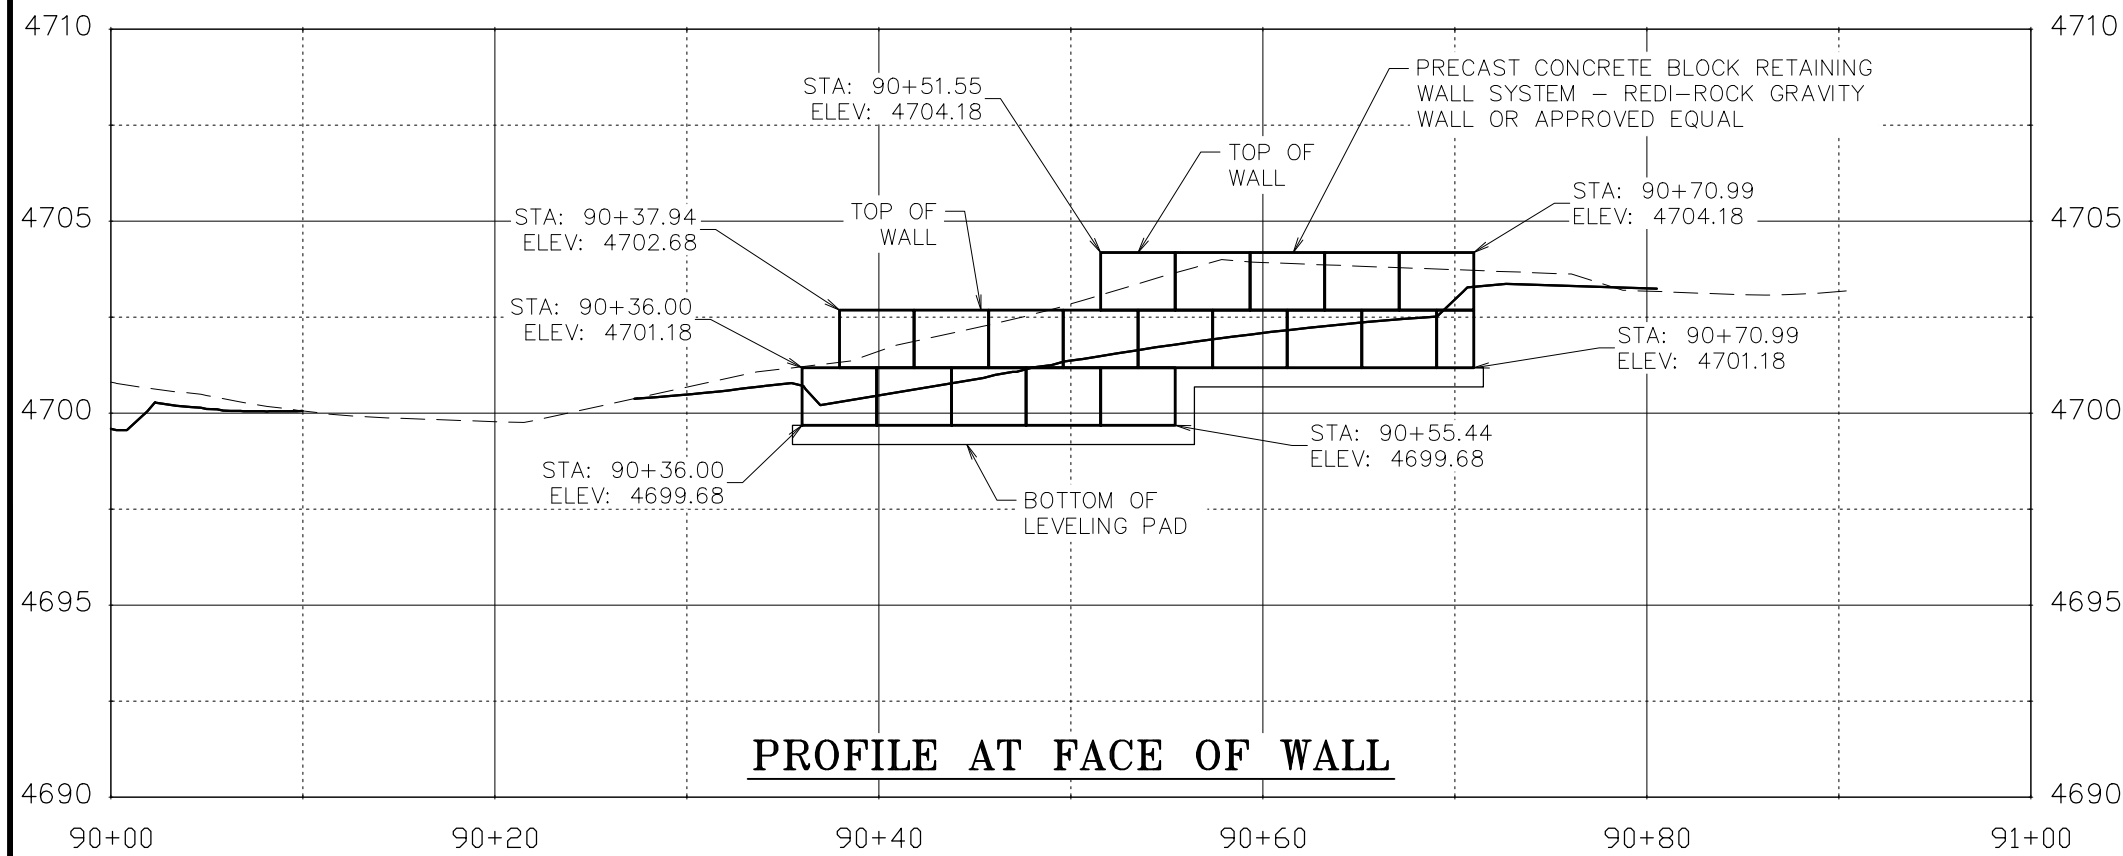 4710
4710
PRECAST CONCRETE BLOCK RETAINING
WALL SYSTEM – REDI–ROCK GRAVITY
WALL OR APPROVED EQUAL
STA: 90+51.55
ELEV: 4704.18
TOP OF
WALL
STA: 90+70.99
ELEV: 4704.18
4705
4705
STA: 90+37.94
ELEV: 4702.68
TOP OF
WALL
STA: 90+36.00
ELEV: 4701.18
STA: 90+70.99
ELEV: 4701.18
4700
4700
STA: 90+55.44
ELEV: 4699.68
STA: 90+36.00
ELEV: 4699.68
BOTTOM OF
LEVELING PAD
4695
4695
PROFILE AT FACE OF WALL
4690
4690
90+00
90+20
90+40
90+60
90+80
91+00